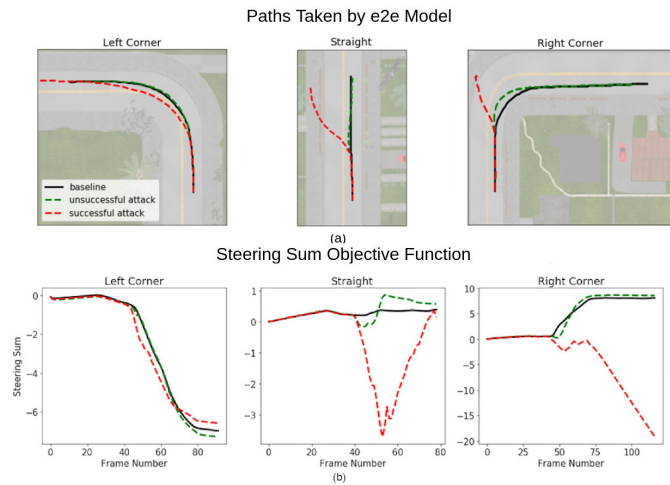 Paths Taken by e2e Model
Left Corner
Straight
Right Corner
baseline
unsuccessful attack
successful attack
(a)
Steering Sum Objective Function
Left Corner
Straight
Right Corner
Steering Sum
0
-2
-4
-6
0 20 40 60 80
Frame Number
1
0
-1
-2
-3
0 20 40 60 80
Frame Number
10
5
0
-5
-10
-15
-20
0 25 50 75 100
Frame Number
(b)